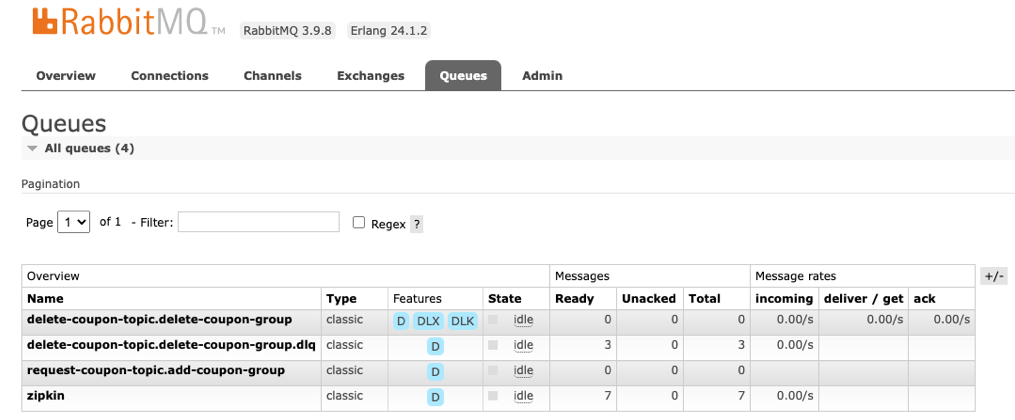 RabbitMQ TM RabbitMQ 3.9.8 Erlang 24.1.2
Overview Connections Channels Exchanges Queues Admin
Queues
All queues (4)
Pagination
Page 1 of 1 - Filter: Regex ?
Overview Messages Message rates +/-
Name Type Features State Ready Unacked Total incoming deliver / get ack
delete-coupon-topic.delete-coupon-group classic D DLX DLK idle 0 0 0 0.00/s 0.00/s 0.00/s
delete-coupon-topic.delete-coupon-group.dlq classic D idle 3 0 3 0.00/s
request-coupon-topic.add-coupon-group classic D idle 0 0 0
zipkin classic D idle 7 0 7 0.00/s